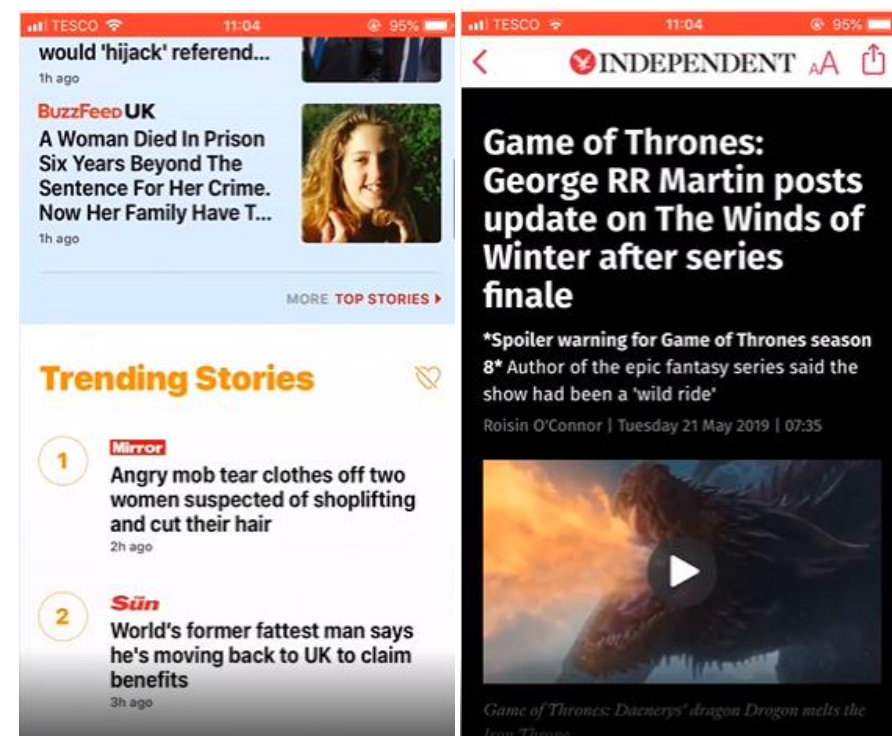 TESCO 11:04 95%
would 'hijack' referend...
1h ago
BuzzFeed UK
A Woman Died In Prison
Six Years Beyond The
Sentence For Her Crime.
Now Her Family Have T...
1h ago
MORE TOP STORIES
Trending Stories
1
Mirror
Angry mob tear clothes off two
women suspected of shoplifting
and cut their hair
2h ago
2
The Sun
World's former fattest man says
he's moving back to UK to claim
benefits
3h ago
TESCO 11:04 95%
INDEPENDENT AA
Game of Thrones:
George RR Martin posts
update on The Winds of
Winter after series
finale
*Spoiler warning for Game of Thrones season
8* Author of the epic fantasy series said the
show had been a 'wild ride'
Roisin O'Connor | Tuesday 21 May 2019 | 07:35
Game of Thrones: Daenerys' dragon Drogon melts the
Iron Throne